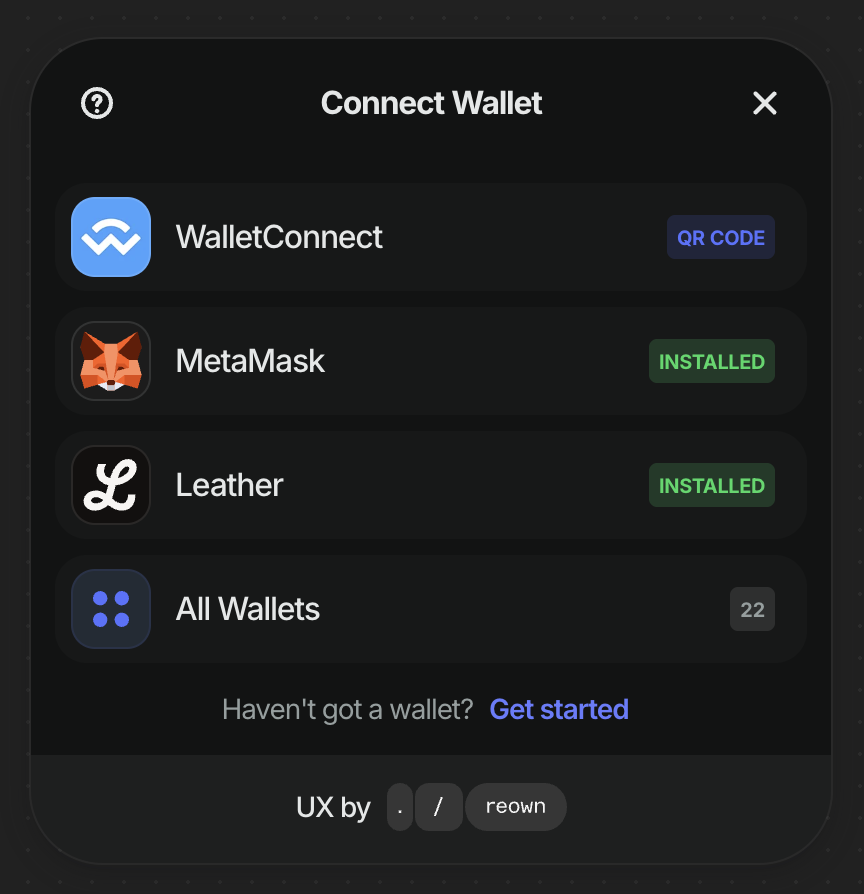 Connect Wallet
WalletConnect QR CODE
MetaMask INSTALLED
Leather INSTALLED
All Wallets 22
Haven't got a wallet? Get started
UX by . / reown